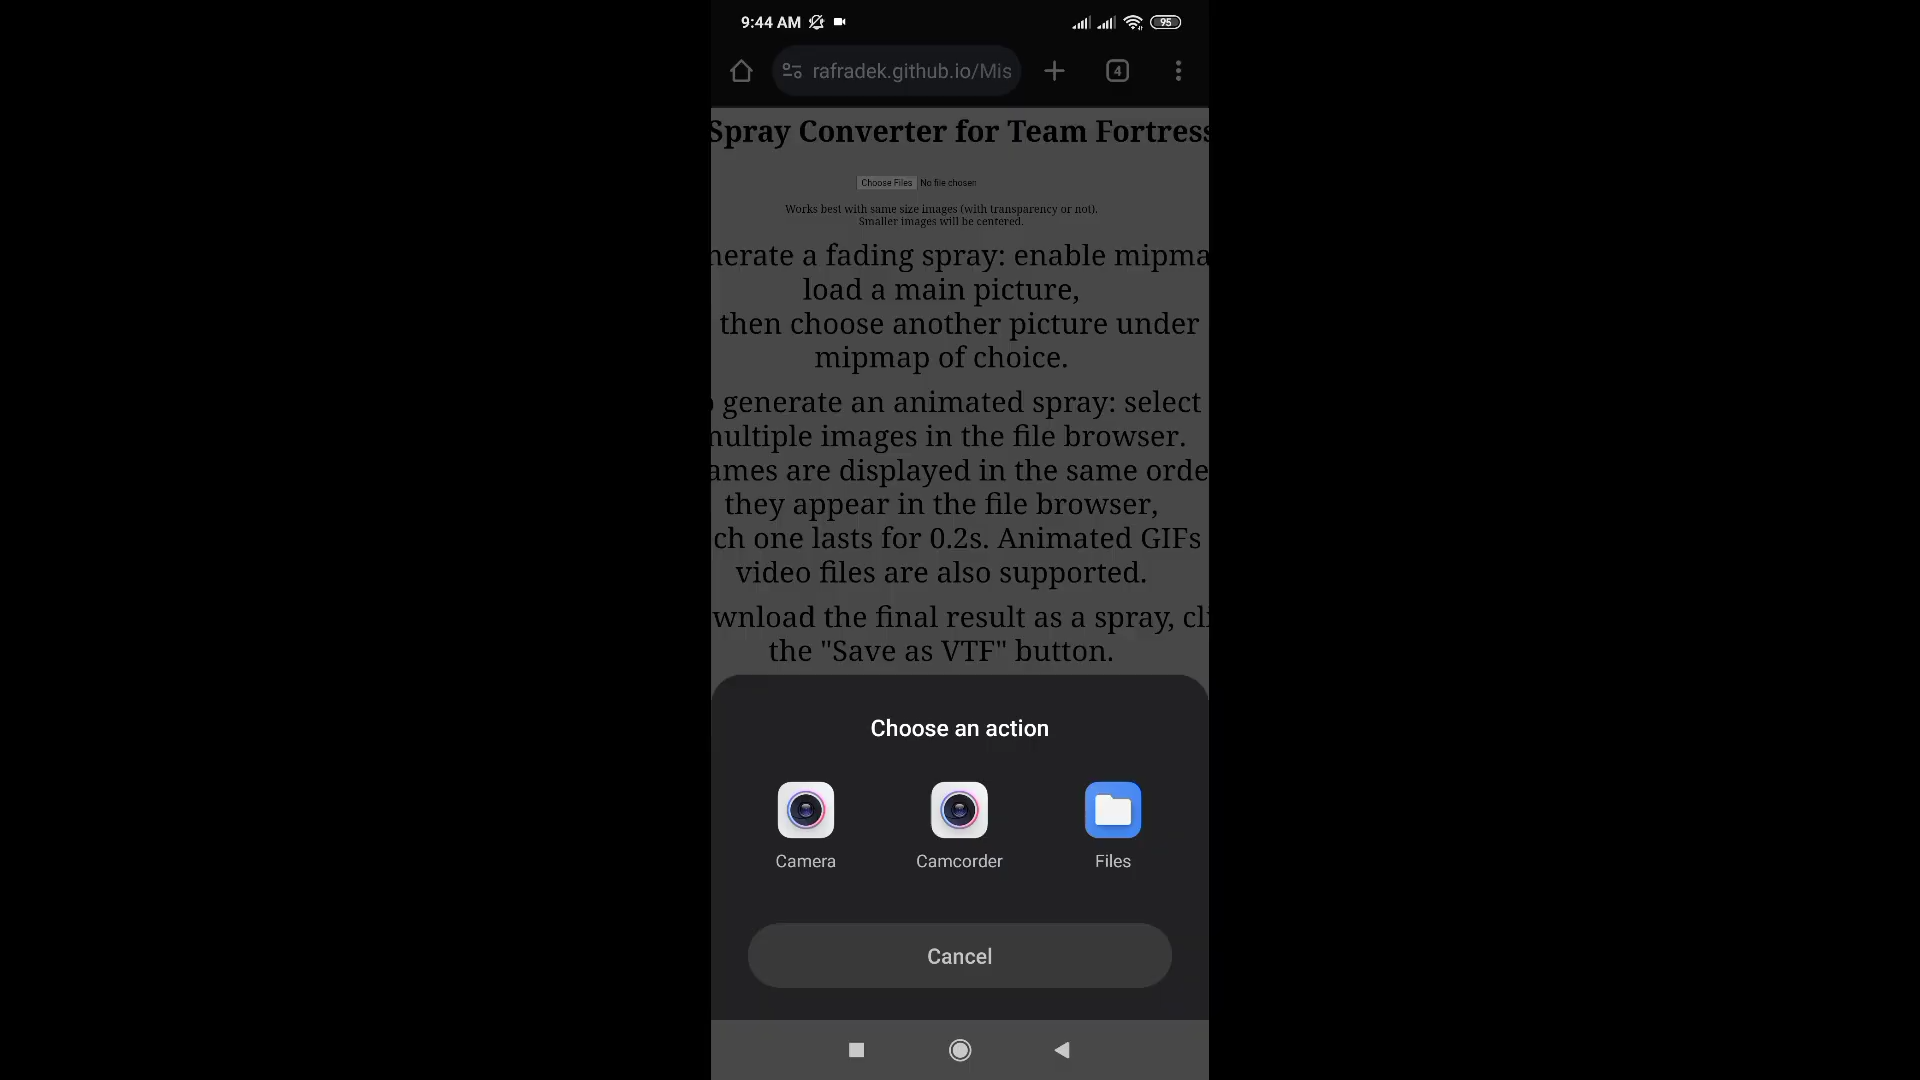 9:44 AM
95
rafradek.github.io/Mis
4
Spray Converter for Team Fortress
Choose Files No file chosen
Works best with same size images (with transparency or not).
Smaller images will be centered.
nerate a fading spray: enable mipma
load a main picture,
then choose another picture under
mipmap of choice.
o generate an animated spray: select
multiple images in the file browser.
ames are displayed in the same orde
they appear in the file browser,
ch one lasts for 0.2s. Animated GIFs
video files are also supported.
wnload the final result as a spray, cli
the "Save as VTF" button.
Choose an action
Camera
Camcorder
Files
Cancel